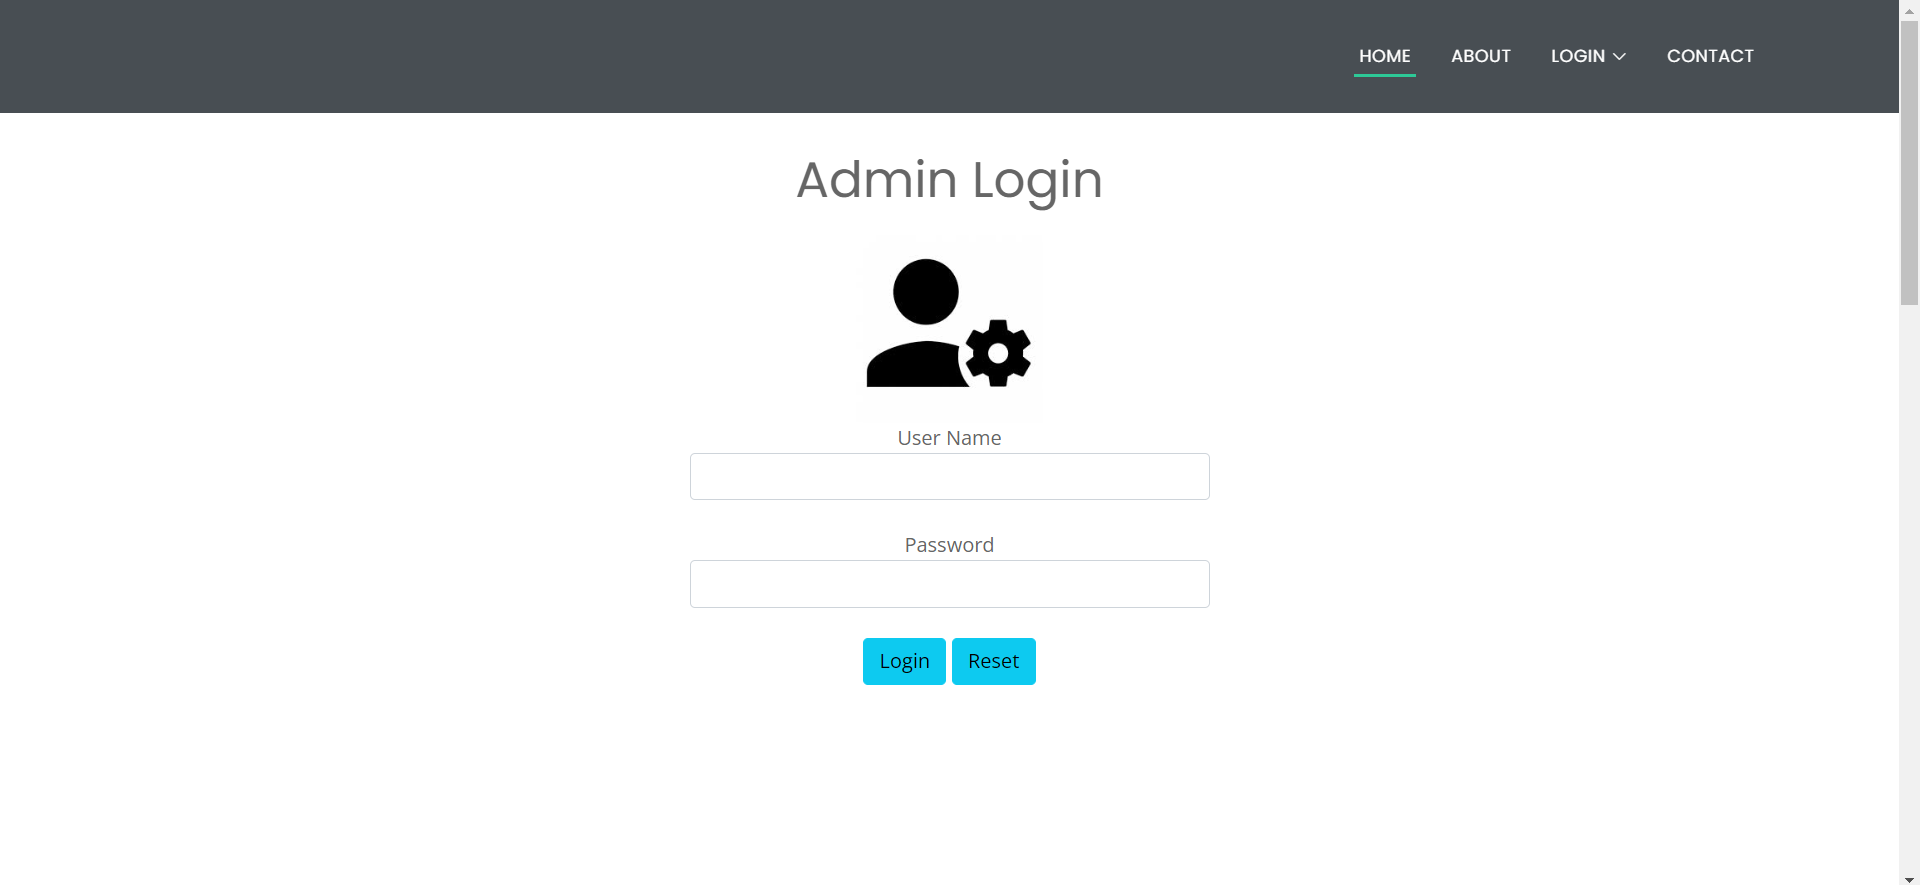 HOME ABOUT LOGIN CONTACT
Admin Login
User Name
Password
Login Reset